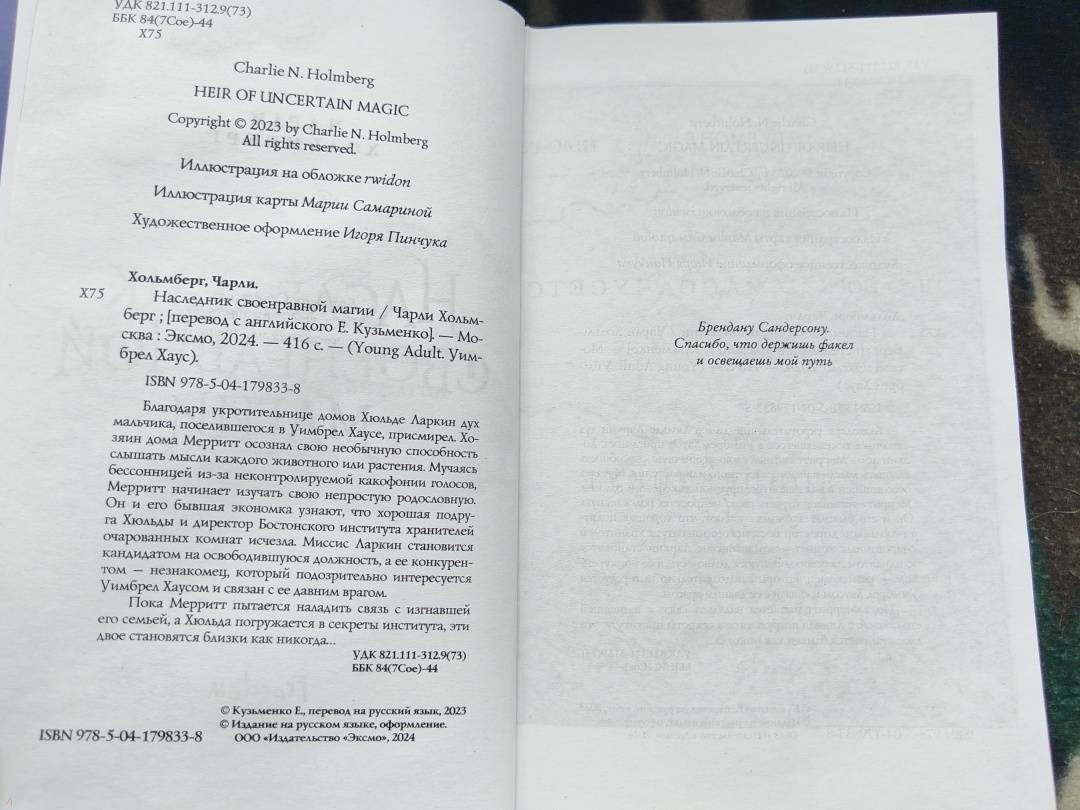 УДК 821.111-312.9(73)
ББК 84(7Сое)-44
Х75
Charlie N. Holmberg
HEIR OF UNCERTAIN MAGIC
Copyright © 2023 by Charlie N. Holmberg
All rights reserved.
Иллюстрация на обложке rwidon
Иллюстрация карты Марии Самариной
Художественное оформление Игоря Пинчука
Хольмберг, Чарли.
Х75
Наследник своенравной магии / Чарли Хольм-
берг ; [перевод с английского Е. Кузьменко]. — Мо-
сква : Эксмо, 2024. — 416 с. — (Young Adult. Уим-
брел Хаус).
ISBN 978-5-04-179833-8
Благодаря укротительнице домов Хюльде Ларкин дух
мальчика, поселившегося в Уимбрел Хаусе, присмирел. Хо-
зяин дома Мерритт осознал свою необычную способность
слышать мысли каждого животного или растения. Мучаясь
бессонницей из-за неконтролируемой какофонии голосов,
Мерритт начинает изучать свою непростую родословную.
Он и его бывшая экономка узнают, что хорошая подру-
га Хюльды и директор Бостонского института хранителей
очарованных комнат исчезла. Миссис Ларкин становится
кандидатом на освободившуюся должность, а ее конкурен-
том — незнакомец, который подозрительно интересуется
Уимбрел Хаусом и связан с ее давним врагом.
Пока Мерритт пытается наладить связь с изгнавшей
его семьей, а Хюльда погружается в секреты института, эти
двое становятся близки как никогда...
УДК 821.111-312.9(73)
ББК 84(7Сое)-44
© Кузьменко Е., перевод на русский язык, 2023
© Издание на русском языке, оформление.
ООО «Издательство «Эксмо», 2024
ISBN 978-5-04-179833-8
Брендану Сандерсону.
Спасибо, что держишь факел
и освещаешь мой путь